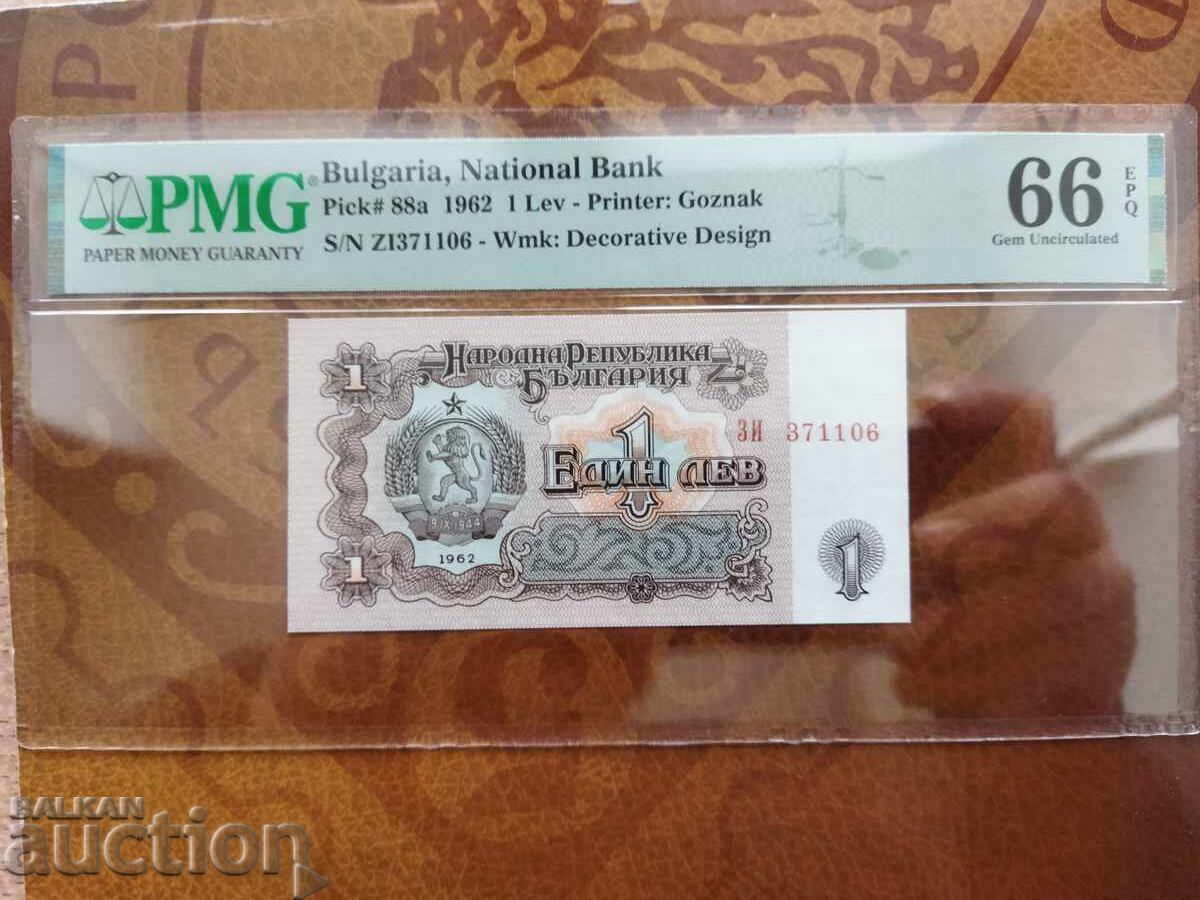 PMG®
PAPER MONEY GUARANTY
Bulgaria, National Bank
Pick# 88a 1962 1 Lev - Printer: Goznak
S/N ZI371106 - Wmk: Decorative Design
66
EPQ
Gem Uncirculated
НАРОДНА РЕПУБЛИКА
БЪЛГАРИЯ
1
1
ЗИ 371106
ЕДИН ЛЕВ
9.IX.1944
1962
1
1
BALKAN
auction